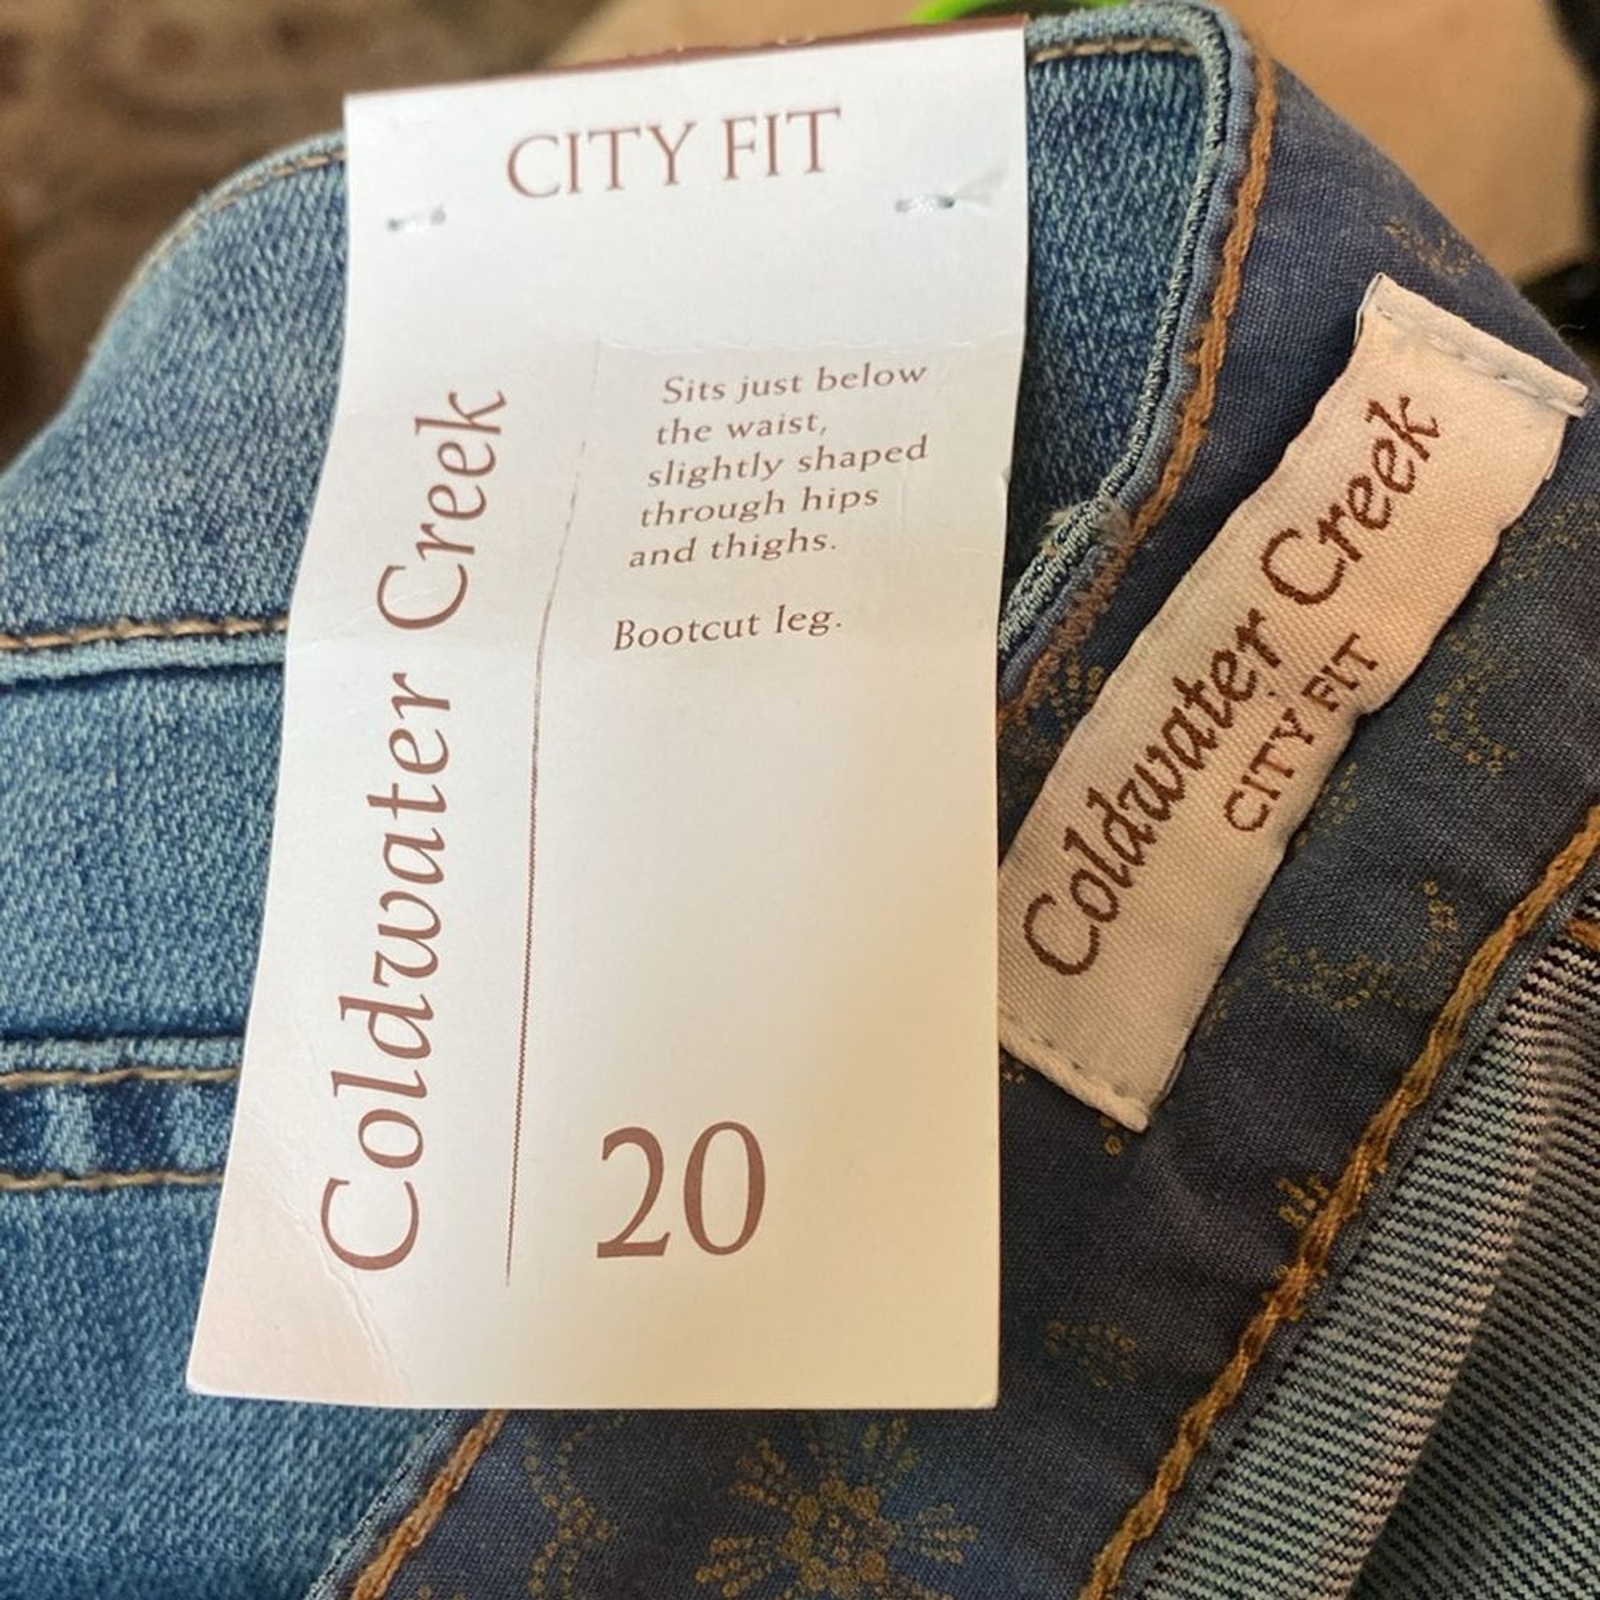 CITY FIT
Coldwater Creek
Sits just below
the waist,
slightly shaped
through hips
and thighs.
Bootcut leg.
20
Coldwater Creek
CITY FIT